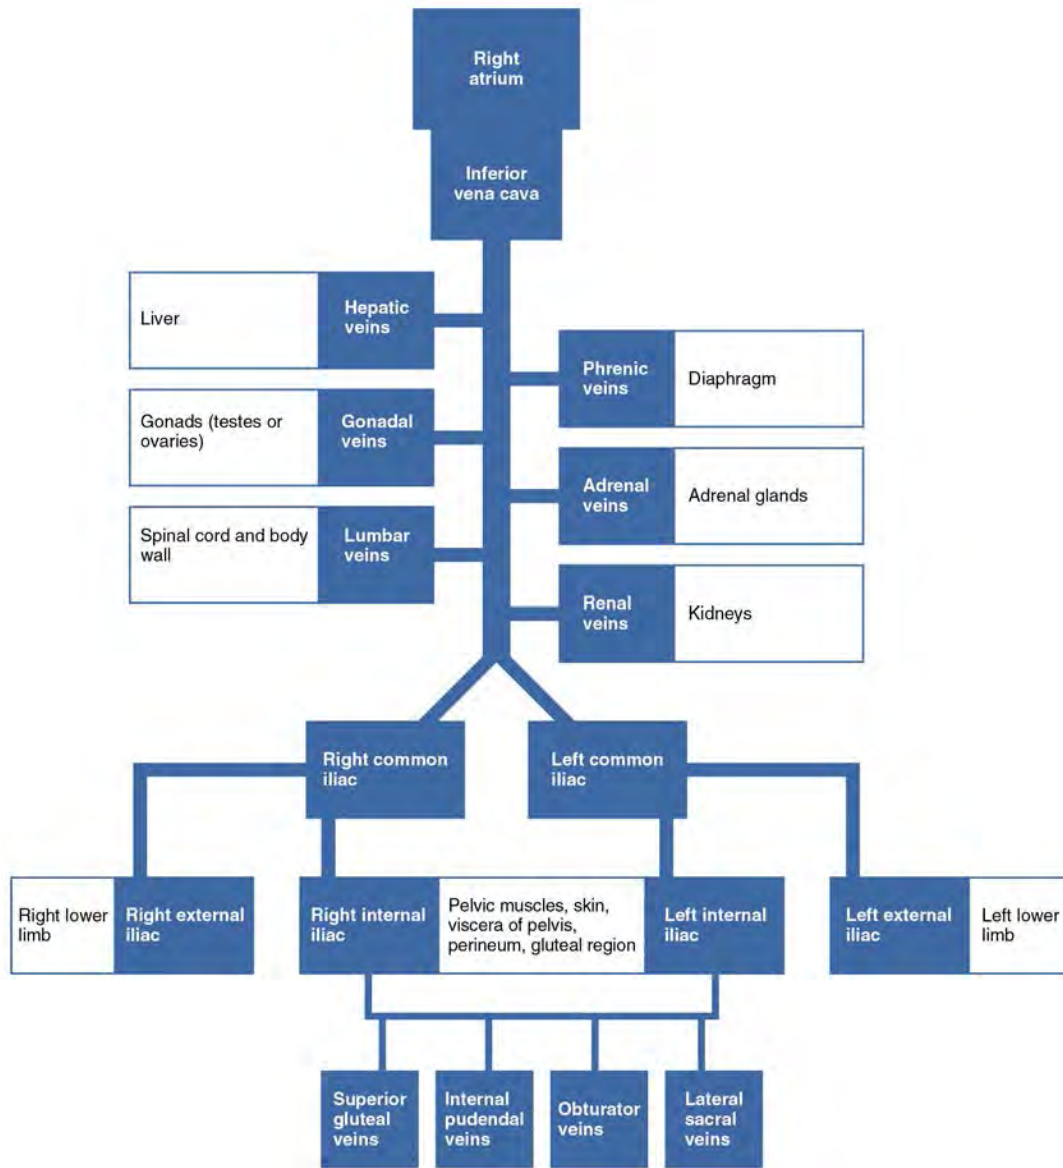 Right
atrium
Inferior
vena cava
Liver
Hepatic
veins
Phrenic
veins
Diaphragm
Gonads (testes or
ovaries)
Gonadal
veins
Adrenal
veins
Adrenal glands
Spinal cord and body
wall
Lumbar
veins
Renal
veins
Kidneys
Right common
iliac
Left common
iliac
Right lower
limb
Right external
iliac
Right internal
iliac
Pelvic muscles, skin,
viscera of pelvis,
perineum, gluteal region
Left internal
iliac
Left external
iliac
Left lower
limb
Superior
gluteal
veins
Internal
pudendal
veins
Obturator
veins
Lateral
sacral
veins